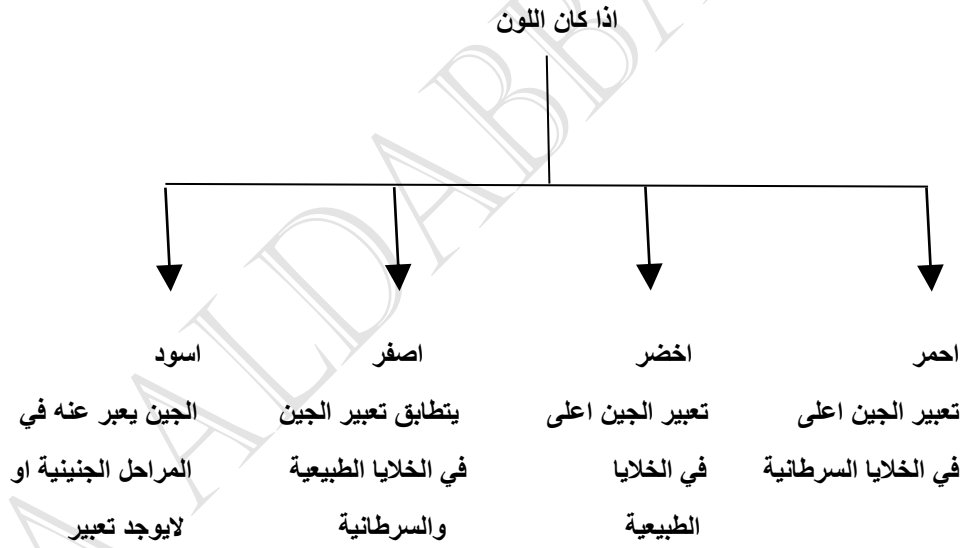 اذا كان اللون
احمر
تعبير الجين اعلى
في الخلايا السرطانية
اخضر
تعبير الجين اعلى
في الخلايا
الطبيعية
اصفر
يتطابق تعبير الجين
في الخلايا الطبيعية
والسرطانية
اسود
الجين يعبر عنه في
المراحل الجنينية او
لايوجد تعبير
A ALDABBA